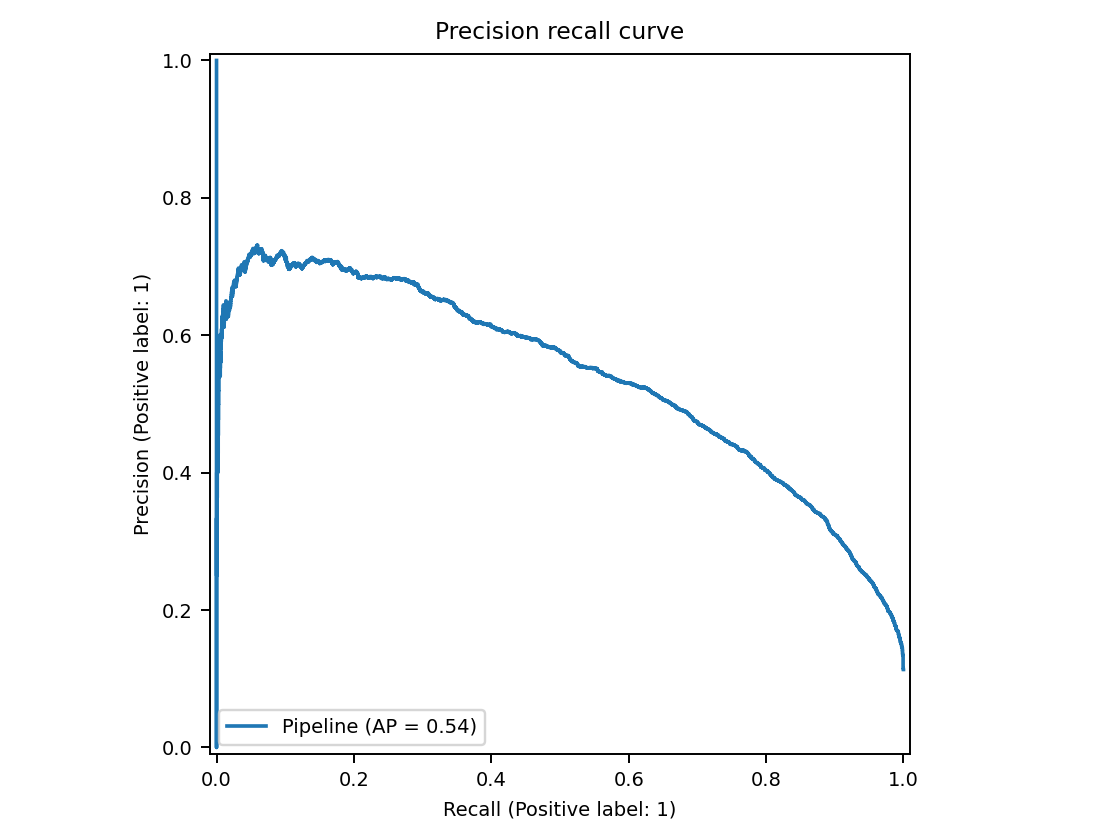 Precision recall curve
1.0
0.8
0.6
0.4
0.2
0.0
Precision (Positive label: 1)
Pipeline (AP = 0.54)
0.0 0.2 0.4 0.6 0.8 1.0
Recall (Positive label: 1)